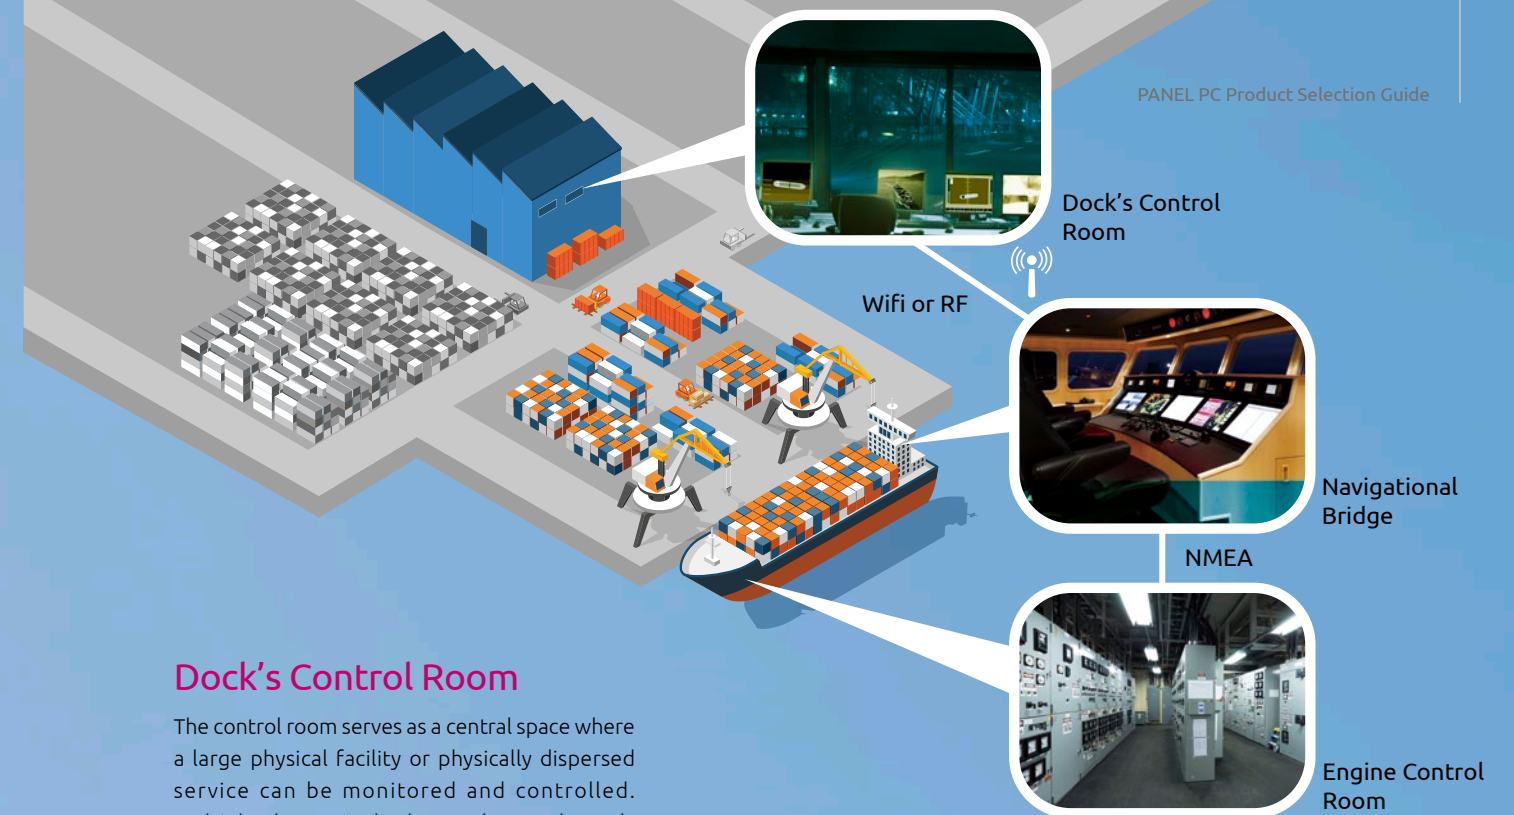 PANEL PC Product Selection Guide
Dock’s Control
Room
Wifi or RF
Navigational
Bridge
NMEA
Engine Control
Room
Dock’s Control Room
The control room serves as a central space where
a large physical facility or physically dispersed
service can be monitored and controlled.